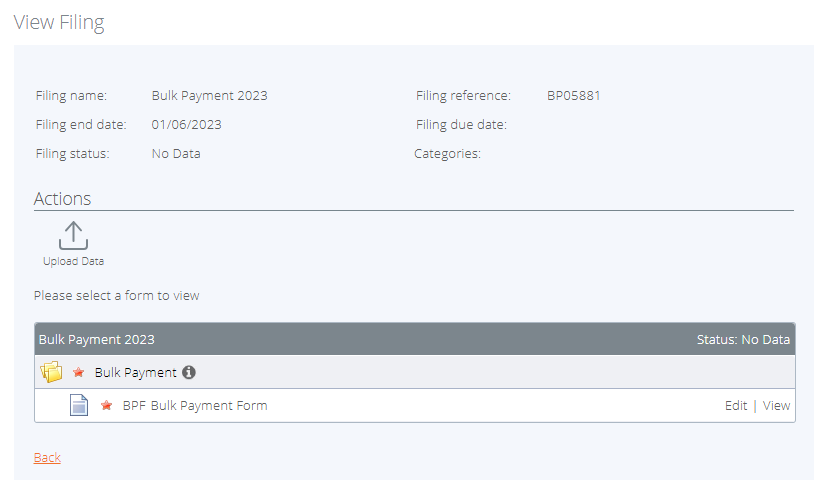 View Filing
Filing name: Bulk Payment 2023 Filing reference: BP05881
Filing end date: 01/06/2023 Filing due date:
Filing status: No Data Categories:
Actions
Upload Data
Please select a form to view
Bulk Payment 2023 Status: No Data
Bulk Payment
BPF Bulk Payment Form Edit | View
Back